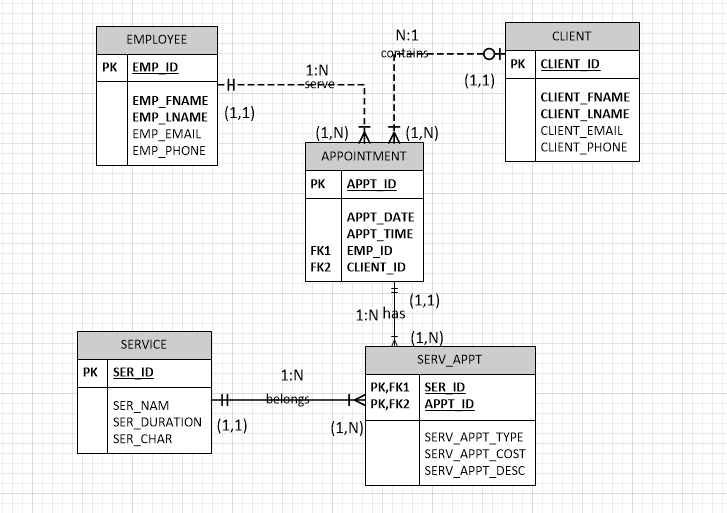 EMPLOYEE
PK EMP_ID
EMP_FNAME
EMP_LNAME
EMP_EMAIL
EMP_PHONE
1:N
serve
(1,1)
(1,N)
N:1
contains
(1,1)
(1,N)
CLIENT
PK CLIENT_ID
CLIENT_FNAME
CLIENT_LNAME
CLIENT_EMAIL
CLIENT_PHONE
APPOINTMENT
PK APPT_ID
APPT_DATE
APPT_TIME
FK1 EMP_ID
FK2 CLIENT_ID
(1,1)
1:N has
(1,N)
SERVICE
PK SER_ID
SER_NAM
SER_DURATION
SER_CHAR
1:N
belongs
(1,1)
(1,N)
SERV_APPT
PK,FK1 SER_ID
PK,FK2 APPT_ID
SERV_APPT_TYPE
SERV_APPT_COST
SERV_APPT_DESC